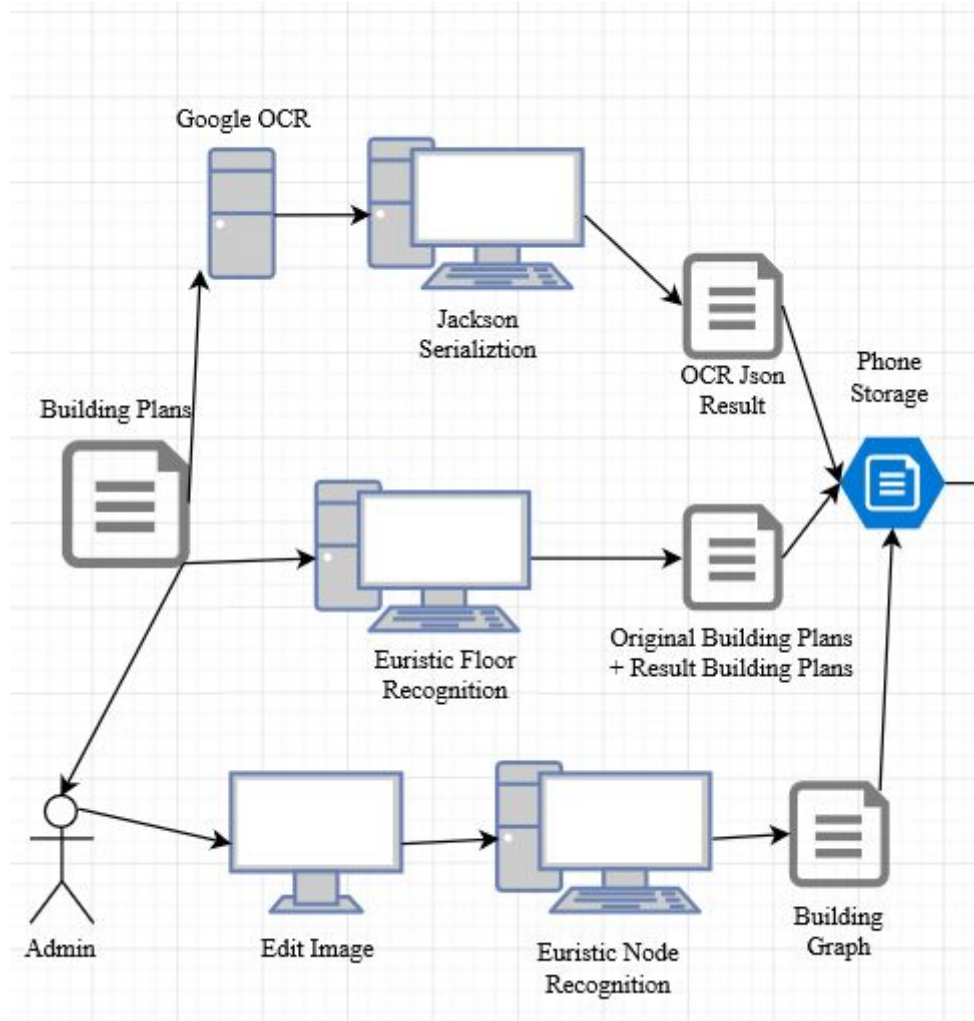 Google OCR
Jackson
Serializtion
OCR Json
Result
Phone
Storage
Building Plans
Euristic Floor
Recognition
Original Building Plans
+ Result Building Plans
Admin
Edit Image
Euristic Node
Recognition
Building
Graph